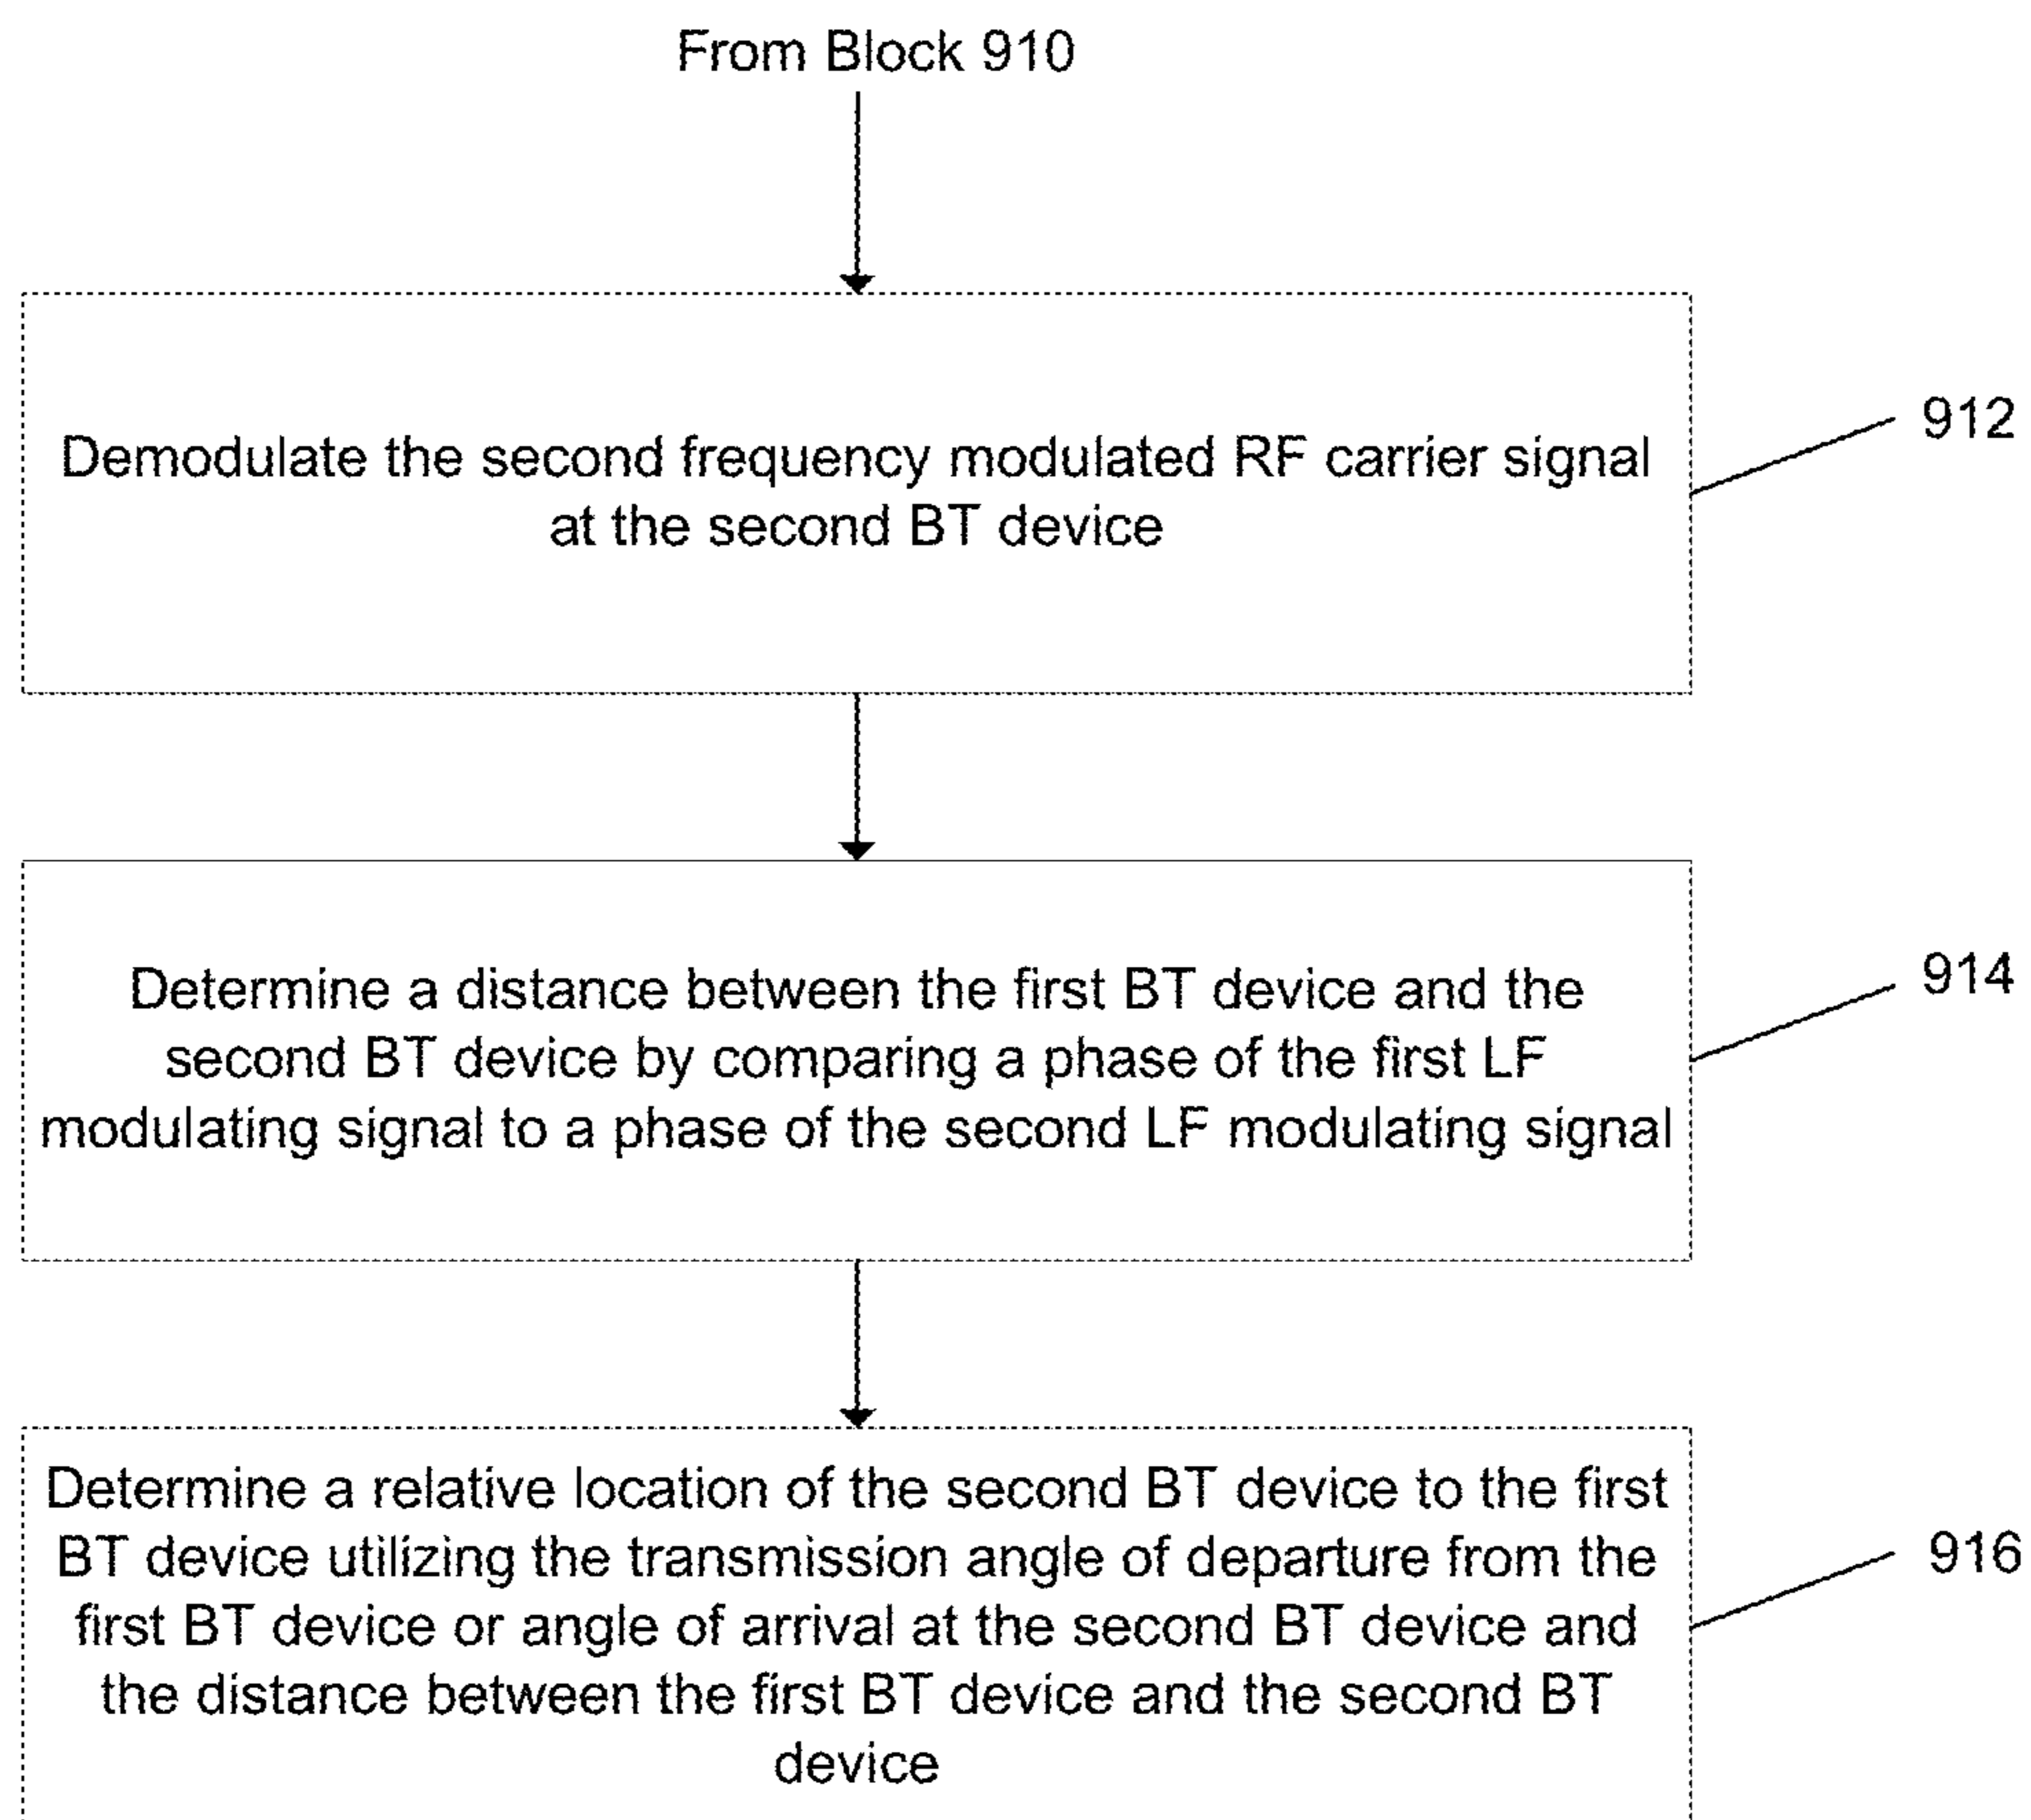 From Block 910
Demodulate the second frequency modulated RF carrier signal
at the second BT device
912
Determine a distance between the first BT device and the
second BT device by comparing a phase of the first LF
modulating signal to a phase of the second LF modulating signal
914
Determine a relative location of the second BT device to the first
BT device utilizing the transmission angle of departure from the
first BT device or angle of arrival at the second BT device and
the distance between the first BT device and the second BT
device
916